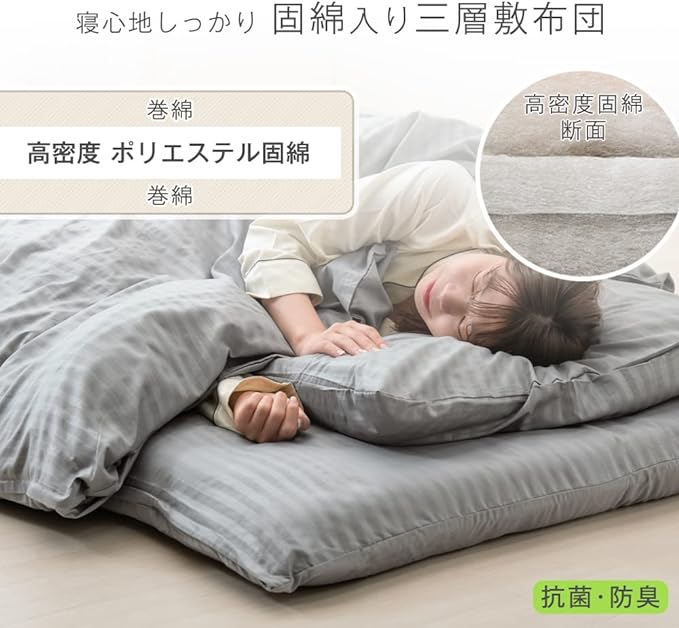 寝心地しっかり 固綿入り三層敷布団
巻綿
高密度 ポリエステル固綿
巻綿
高密度固綿
断面
抗菌・防臭